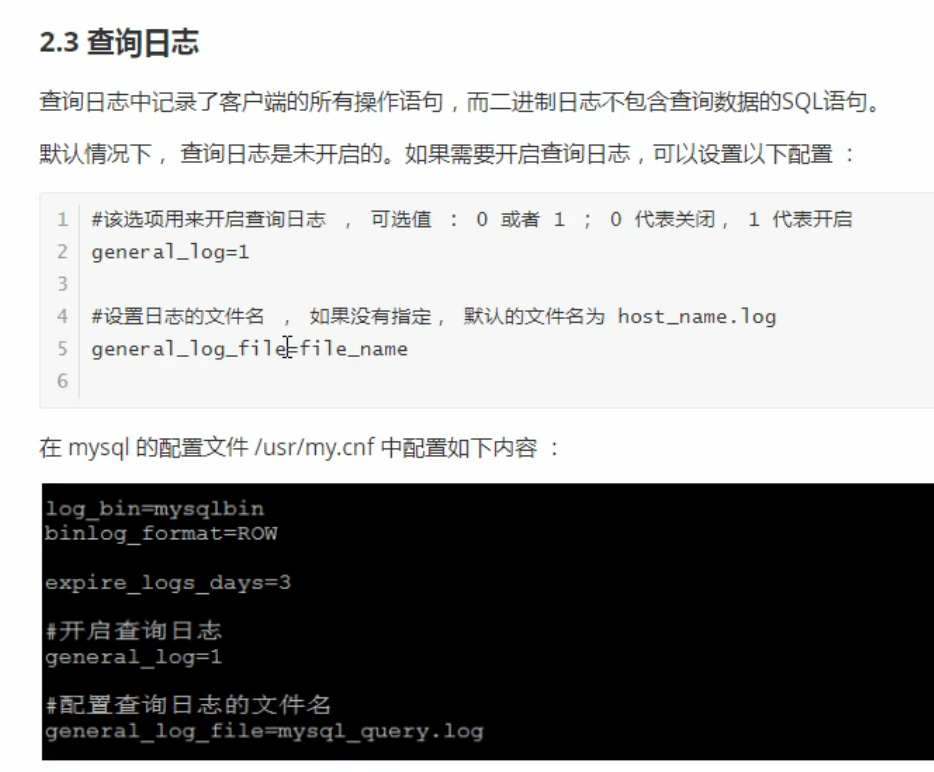 2.3 查询日志
查询日志中记录了客户端的所有操作语句，而二进制日志不包含查询数据的SQL语句。
默认情况下， 查询日志是未开启的。如果需要开启查询日志，可以设置以下配置 ：
1 #该选项用来开启查询日志 ， 可选值 ： 0 或者 1 ； 0 代表关闭， 1 代表开启
2 general_log=1
3
4 #设置日志的文件名 ， 如果没有指定， 默认的文件名为 host_name.log
5 general_log_file=file_name
6
在 mysql 的配置文件 /usr/my.cnf 中配置如下内容 ：
log_bin=mysqlbin
binlog_format=ROW
expire_logs_days=3
#开启查询日志
general_log=1
#配置查询日志的文件名
general_log_file=mysql_query.log